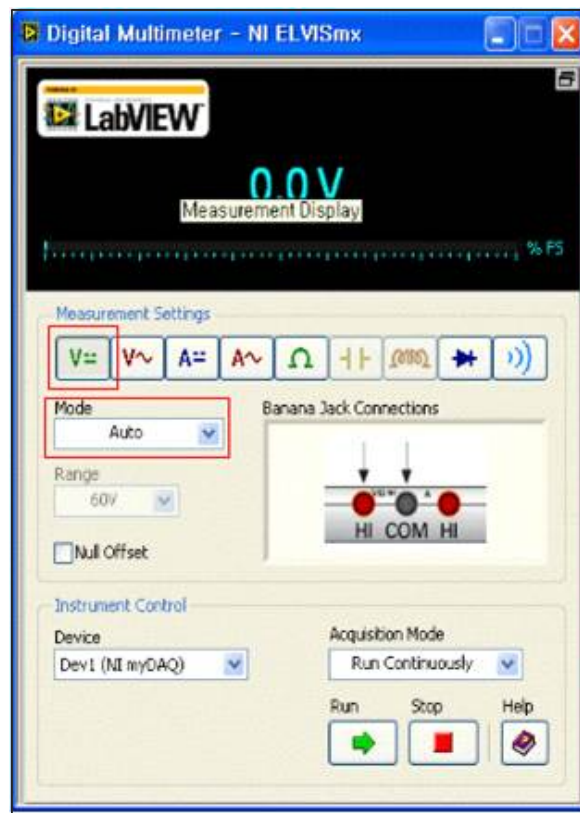 Digital Multimeter - NI ELVISmx
LabVIEW
0.0 V
Measurement Display
% FS
Measurement Settings
V
V
A
A
Ω
Mode
Auto
Banana Jack Connections
Range
60V
A
HI COM HI
Null Offset
Instrument Control
Device
Dev1 (NI myDAQ)
Acquisition Mode
Run Continuously
Run
Stop
Help